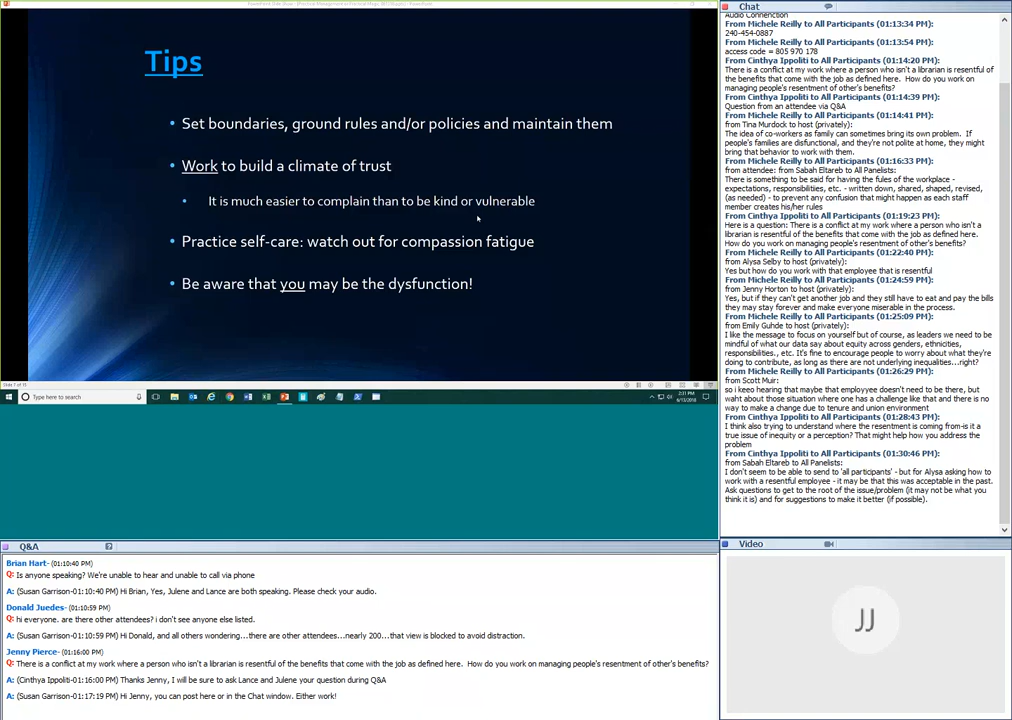 Tips
• Set boundaries, ground rules and/or policies and maintain them
• Work to build a climate of trust
• It is much easier to complain than to be kind or vulnerable
• Practice self-care: watch out for compassion fatigue
• Be aware that you may be the dysfunction!
Type here to search
2:31 PM
6/13/2018
Chat
Audio Connection
From Michele Reilly to All Participants (01:13:34 PM):
240-454-0887
From Michele Reilly to All Participants (01:13:54 PM):
access code = 805 970 178
From Cinthya Ippoliti to All Participants (01:14:20 PM):
There is a conflict at my work where a person who isn't a librarian is resentful of
the benefits that come with the job as defined here. How do you work on
managing people's resentment of other's benefits?
From Cinthya Ippoliti to All Participants (01:14:39 PM):
Question from an attendee via Q&A
From Michele Reilly to All Participants (01:14:41 PM):
from Tina Murdock to host (privately):
The idea of co-workers as family can sometimes bring its own problem. If
people's families are disfunctional, and they're not polite at home, they might
bring that behavior to work with them.
From Michele Reilly to All Participants (01:16:33 PM):
from attendee: from Sabah Eltareb to All Panelists:
There is something to be said for having the fules of the workplace -
expectations, responsibilities, etc. - written down, shared, shaped, revised,
(as needed) - to prevent any confusion that might happen as each staff
member creates his/her rules
From Michele Reilly to All Participants (01:19:23 PM):
Here is a question: There is a conflict at my work where a person who isn't a
librarian is resentful of the benefits that come with the job as defined here.
How do you work on managing people's resentment of other's benefits?
From Michele Reilly to All Participants (01:22:40 PM):
from Alysa Selby to host (privately):
Yes but how do you work with that employee that is resentful
From Michele Reilly to All Participants (01:24:59 PM):
from Jenny Horton to host (privately):
Yes, but if they can't get another job and they still have to eat and pay the bills
they may stay forever and make everyone miserable in the process.
From Michele Reilly to All Participants (01:25:09 PM):
from Emily Guhde to host (privately):
I like the message to focus on yourself but of course, as leaders we need to be
mindful of what our data say about equity across genders, ethnicities,
responsibilities., etc. It's fine to encourage people to worry about what they're
doing to contribute, as long as there are not underlying inequalities...right?
From Michele Reilly to All Participants (01:26:29 PM):
from Scott Muir:
so i keeo hearing that maybe that employyee doesn't need to be there, but
waht about those situation where one has a challenge like that and there is no
way to make a change due to tenure and union environment
From Michele Reilly to All Participants (01:28:43 PM):
I think also trying to understand where the resentment is coming from-is it a
true issue of inequity or a perception? That might help how you address the
problem
From Cinthya Ippoliti to All Participants (01:30:46 PM):
from Sabah Eltareb to All Panelists:
I don't seem to be able to send to 'all participants' - but for Alysa asking how to
work with a resentful employee - it may be that this was acceptable in the past.
Ask questions to get to the root of the issue/problem (it may not be what you
think it is) and for suggestions to make it better (if possible).
Q&A
Brian Hart- (01:10:40 PM)
Q: Is anyone speaking? We're unable to hear and unable to call via phone
A: (Susan Garrison-01:10:40 PM) Hi Brian, Yes, Julene and Lance are both speaking. Please check your audio.
Donald Juedes- (01:10:59 PM)
Q: hi everyone. are there other attendees? i don't see anyone else listed.
A: (Susan Garrison-01:10:59 PM) Hi Donald, and all others wondering...there are other attendees...nearly 200...that view is blocked to avoid distraction.
Jenny Pierce- (01:16:00 PM)
Q: There is a conflict at my work where a person who isn't a librarian is resentful of the benefits that come with the job as defined here. How do you work on managing people's resentment of other's benefits?
A: (Cinthya Ippoliti-01:16:00 PM) Thanks Jenny, I will be sure to ask Lance and Julene your question during Q&A
A: (Susan Garrison-01:17:19 PM) Hi Jenny, you can post here or in the Chat window. Either work!
Video
JJ